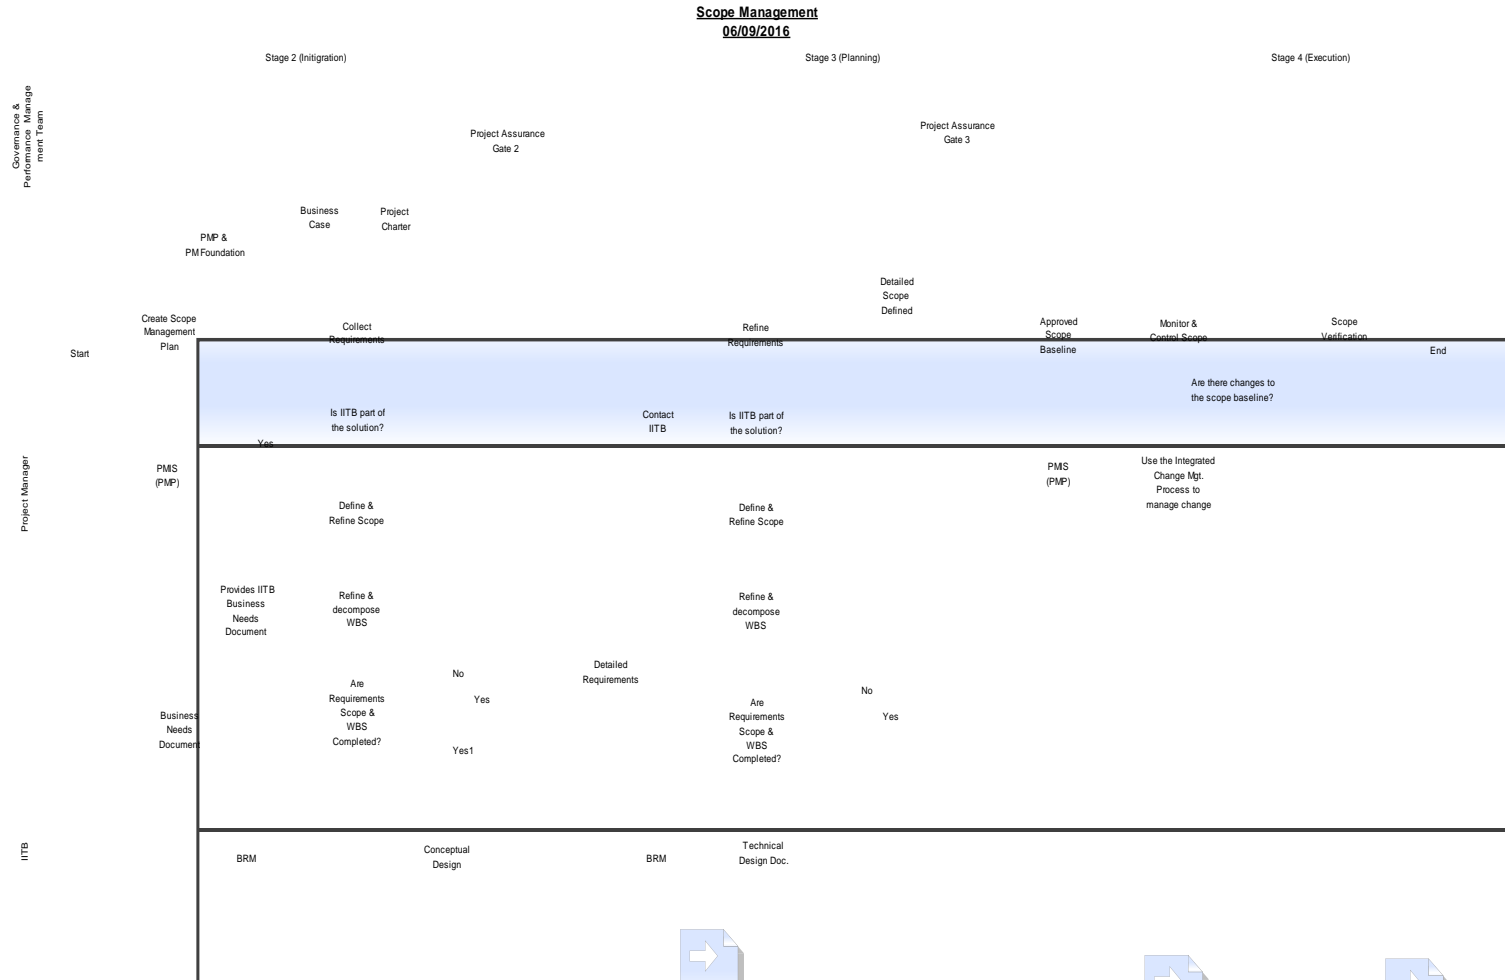 Scope Management
06/09/2016
Stage 2 (Initigration)
Stage 3 (Planning)
Stage 4 (Execution)
Governance &
Performance Manage
ment Team
Project Assurance
Gate 2
Project Assurance
Gate 3
Business
Case
Project
Charter
PMP &
PM Foundation
Detailed
Scope
Defined
Create Scope
Management
Plan
Collect
Requirements
Refine
Requirements
Approved
Scope
Baseline
Monitor &
Control Scope
Scope
Verification
Start
End
Are there changes to
the scope baseline?
Is IITB part of
the solution?
Contact
IITB
Is IITB part of
the solution?
Yes
Project Manager
PMIS
(PMP)
PMIS
(PMP)
Use the Integrated
Change Mgt.
Process to
manage change
Define &
Refine Scope
Define &
Refine Scope
Provides IITB
Business
Needs
Document
Refine &
decompose
WBS
Refine &
decompose
WBS
No
Yes
Detailed
Requirements
Are
Requirements
Scope &
WBS
Completed?
Are
Requirements
Scope &
WBS
Completed?
No
Yes
Business
Needs
Document
Yes1
IITB
BRM
Conceptual
Design
BRM
Technical
Design Doc.